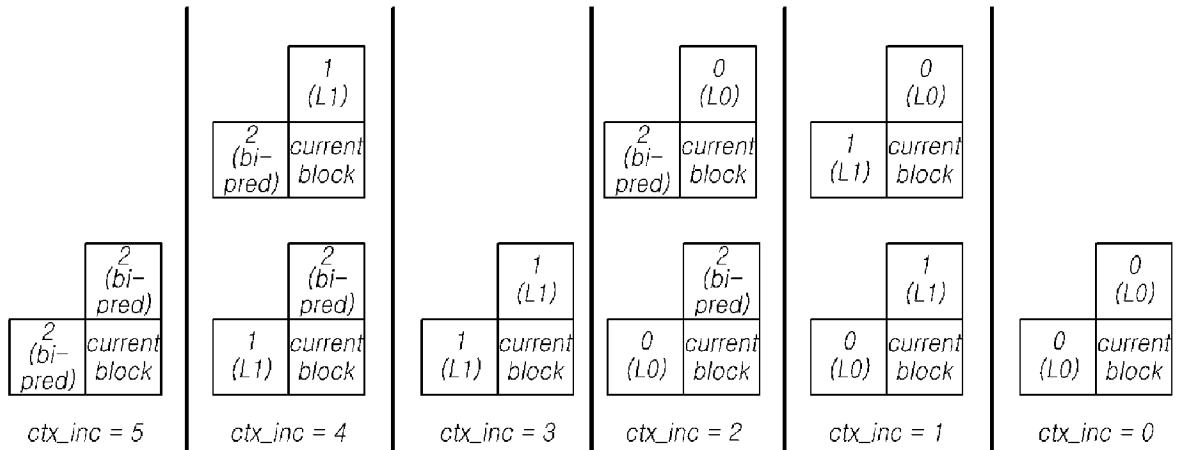 2
(bi-
pred)
2
(bi-
pred)
current
block
ctx_inc = 5
1
(L1)
2
(bi-
pred)
current
block
2
(bi-
pred)
1
(L1)
current
block
ctx_inc = 4
1
(L1)
1
(L1)
current
block
ctx_inc = 3
0
(L0)
2
(bi-
pred)
current
block
2
(bi-
pred)
0
(L0)
current
block
ctx_inc = 2
0
(L0)
1
(L1)
current
block
1
(L1)
0
(L0)
current
block
ctx_inc = 1
0
(L0)
0
(L0)
current
block
ctx_inc = 0